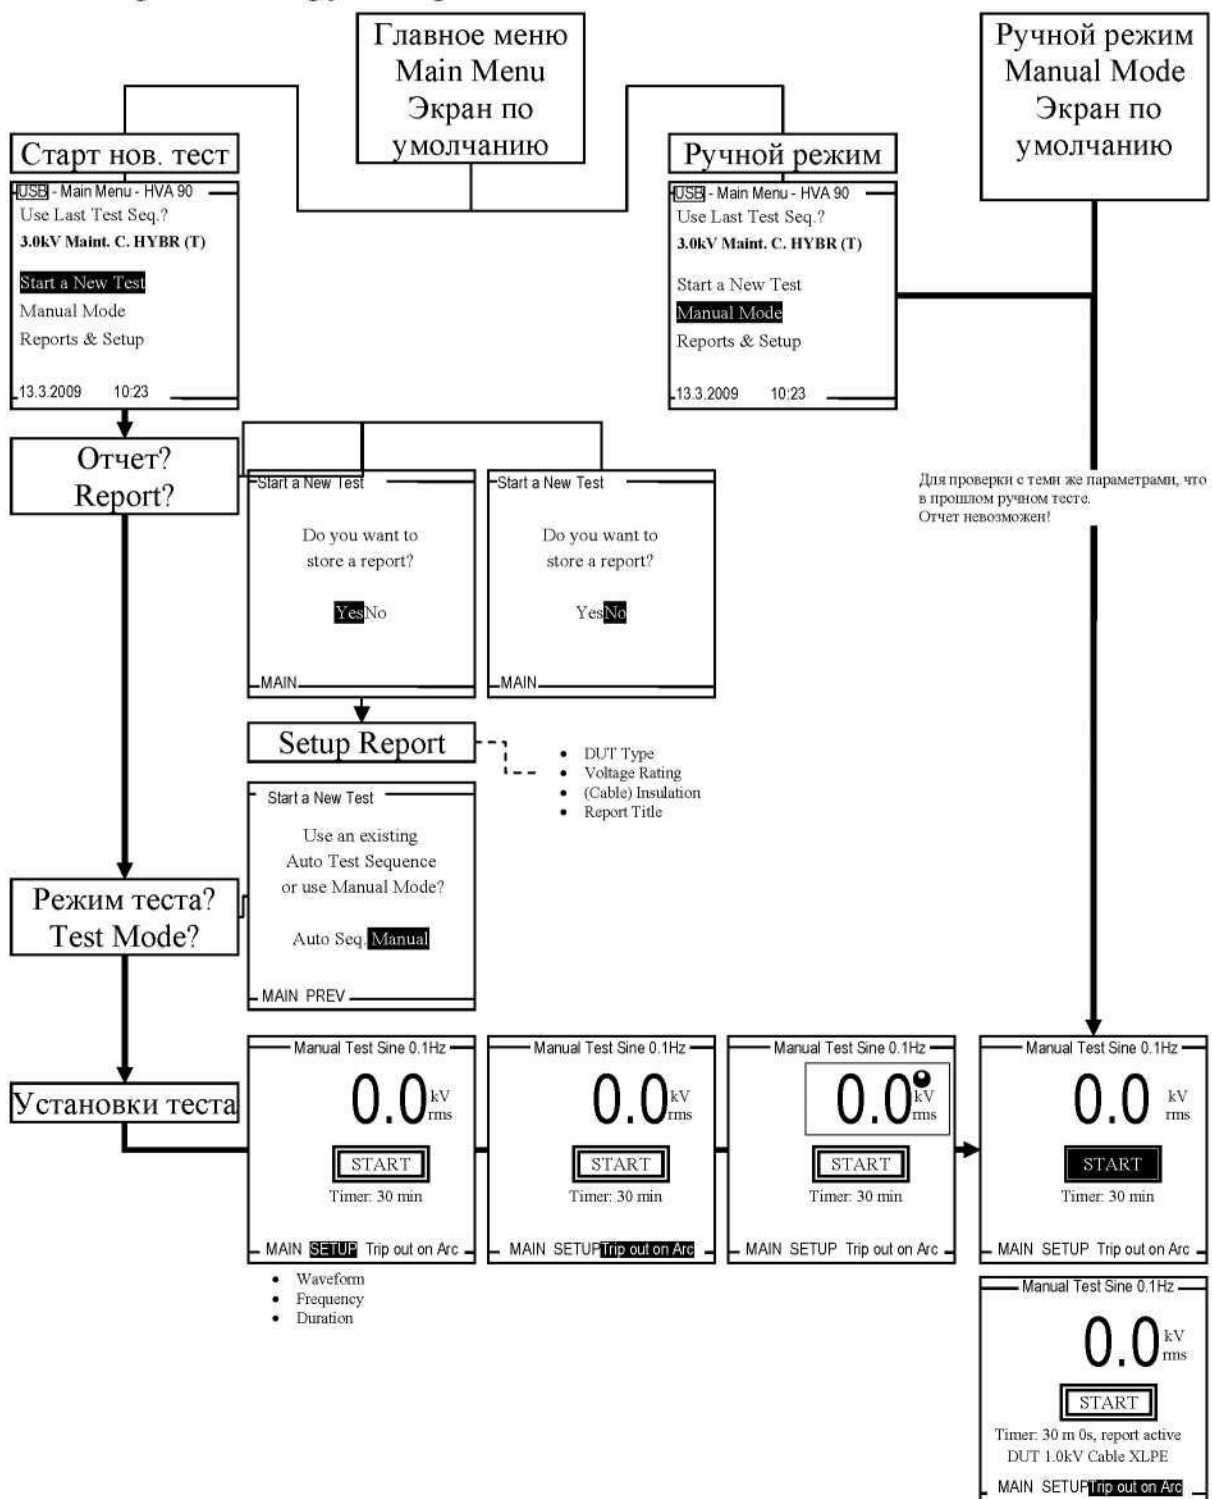 Главное меню
Main Menu
Экран по
умолчанию
Ручной режим
Manual Mode
Экран по
умолчанию
Старт нов. тест
Ручной режим
USB - Main Menu - HVA 90
Use Last Test Seq.?
3.0kV Maint. C. HYBR (T)
Start a New Test
Manual Mode
Reports & Setup
13.3.2009 10:23
USB - Main Menu - HVA 90
Use Last Test Seq.?
3.0kV Maint. C. HYBR (T)
Start a New Test
Manual Mode
Reports & Setup
13.3.2009 10:23
Отчет?
Report?
Start a New Test
Do you want to
store a report?
YesNo
MAIN
Start a New Test
Do you want to
store a report?
YesNo
MAIN
Для проверки с теми же параметрами, что
в прошлом ручном тесте.
Отчет невозможен!
Setup Report
• DUT Type
• Voltage Rating
• (Cable) Insulation
• Report Title
Start a New Test
Use an existing
Auto Test Sequence
or use Manual Mode?
Auto Seq. Manual
MAIN PREV
Режим теста?
Test Mode?
Установки теста
Manual Test Sine 0.1Hz
0.0 kV
rms
START
Timer: 30 min
MAIN SETUP Trip out on Arc
• Waveform
• Frequency
• Duration
Manual Test Sine 0.1Hz
0.0 kV
rms
START
Timer: 30 min
MAIN SETUP Trip out on Arc
Manual Test Sine 0.1Hz
0.0 kV
rms
START
Timer: 30 min
MAIN SETUP Trip out on Arc
Manual Test Sine 0.1Hz
0.0 kV
rms
START
Timer: 30 min
MAIN SETUP Trip out on Arc
Manual Test Sine 0.1Hz
0.0 kV
rms
START
Timer: 30 m 0s, report active
DUT 1.0kV Cable XLPE
MAIN SETUP Trip out on Arc